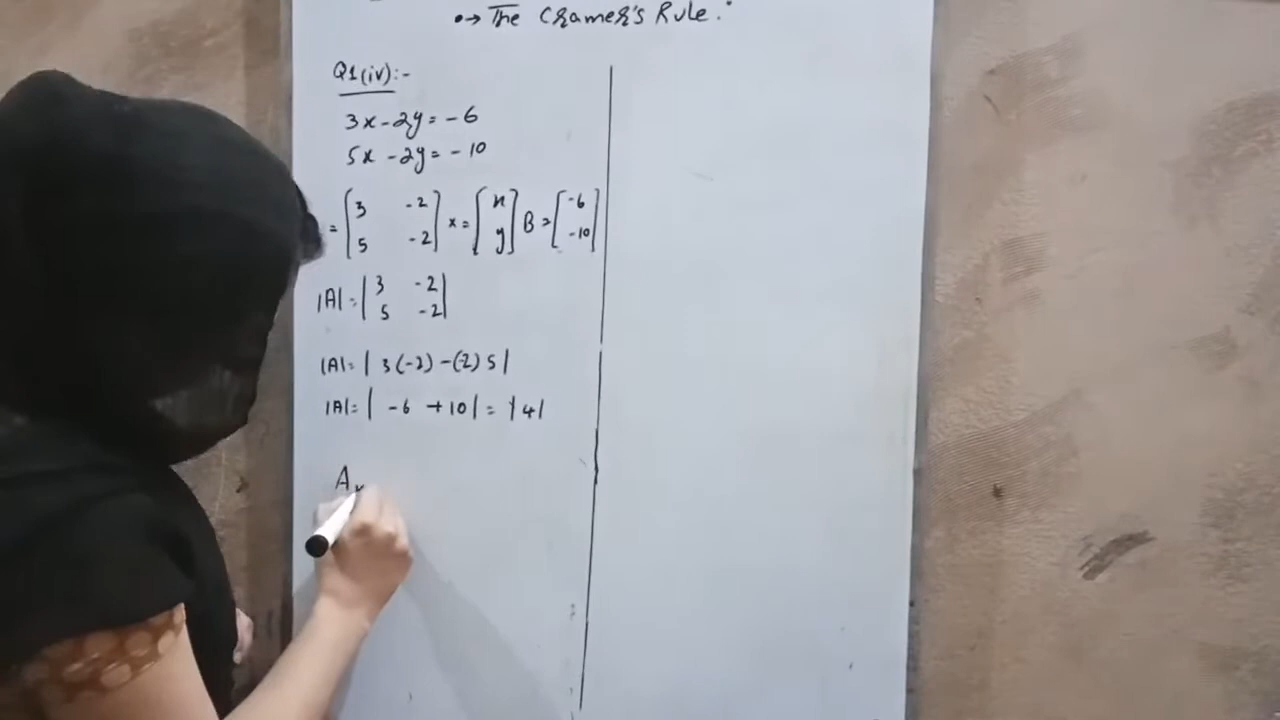 •→ The Cramer's Rule.
Q1(iv):-
3x-2y=-6
5x-2y=-10
= [3 -2 x= [x B= [-6
5 -2] y] -10]
|A|= |3 -2
5 -2|
|A|= | 3(-2) -(-2) 5|
|A|= | -6 +10| = |4|
Ax